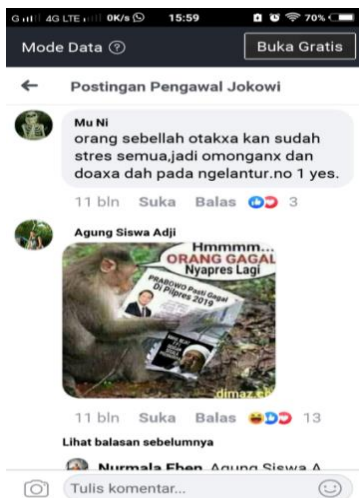 4G LTE 0K/s 15:59 70%
Mode Data ? Buka Gratis
Postingan Pengawal Jokowi
Mu Ni
orang sebellah otakxa kan sudah
stres semua,jadi omonganx dan
doaxa dah pada ngelantur.no 1 yes.
11 bln Suka Balas 3
Agung Siswa Adji
Hmmmm...
ORANG GAGAL
Nyapres Lagi
PRABOWO Pasti Gagal
Di Pilpres 2019
dimaz.
11 bln Suka Balas 13
Lihat balasan sebelumnya
Nurmala Eben Agung Siswa A
Tulis komentar...